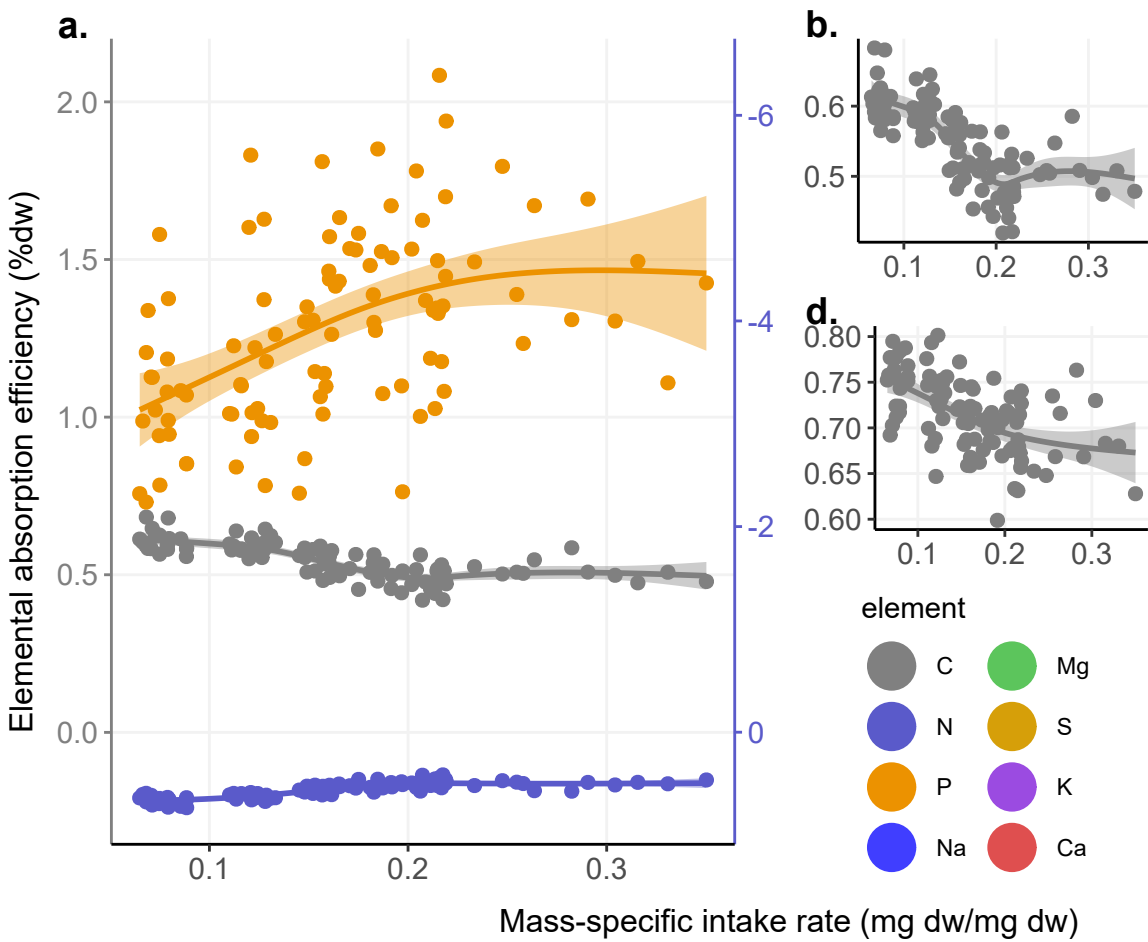 a.
Elemental absorption efficiency (%dw)
2.0
1.5
1.0
0.5
0.0
-6
-4
-2
0
0.1 0.2 0.3
b.
0.6
0.5
0.1 0.2 0.3
d.
0.80
0.75
0.70
0.65
0.60
0.1 0.2 0.3
element
C Mg
N S
P K
Na Ca
Mass-specific intake rate (mg dw/mg dw)